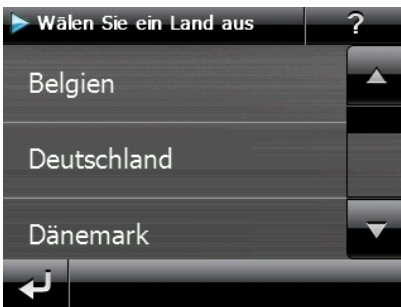 Wälen Sie ein Land aus
?
Belgien
Deutschland
Dänemark